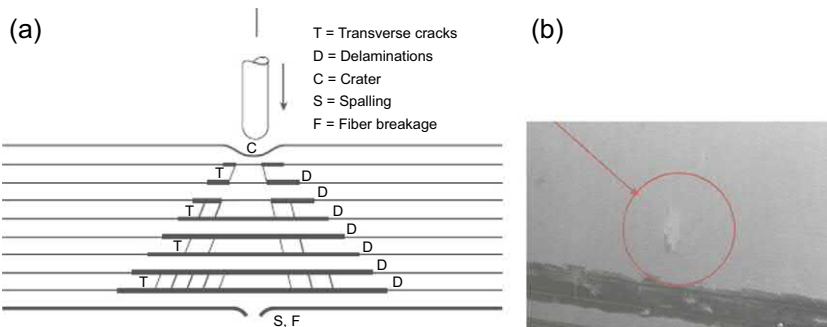 (a)
T = Transverse cracks
D = Delaminations
C = Crater
S = Spalling
F = Fiber breakage
C
T
D
D
T
D
D
T
D
T
D
D
S, F
(b)